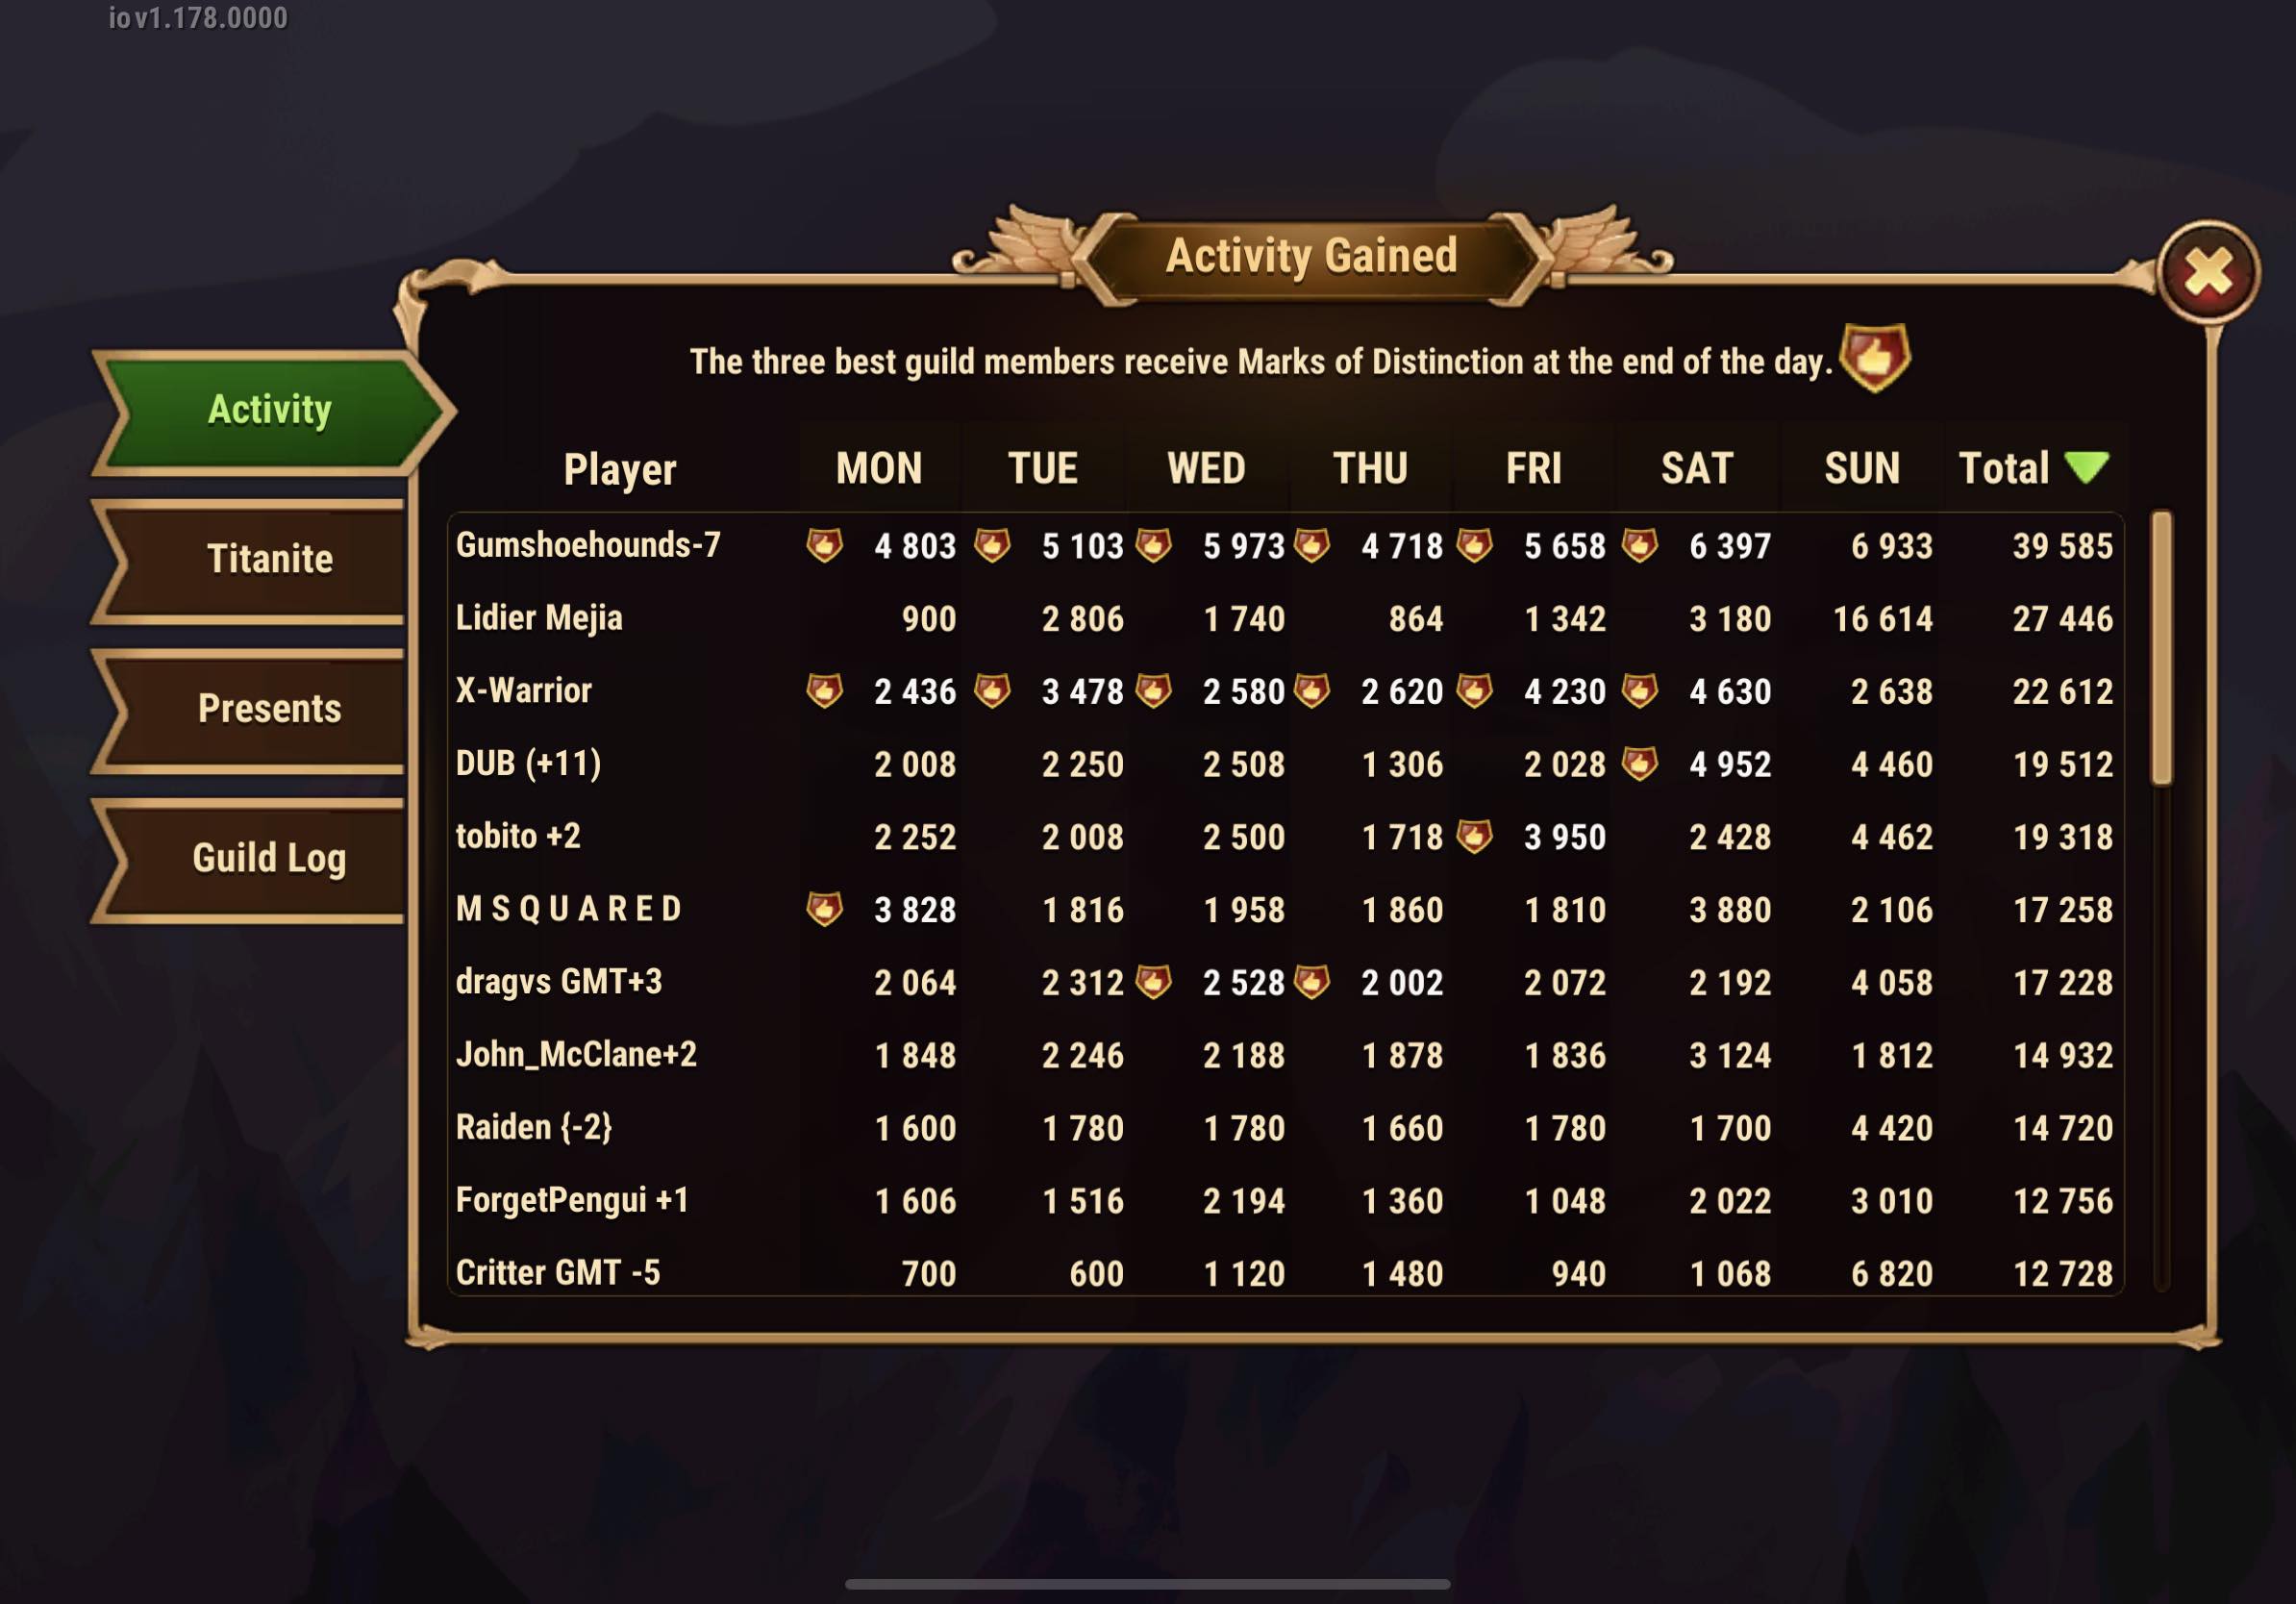 iov1.178.0000
Activity Gained
The three best guild members receive Marks of Distinction at the end of the day.
Activity
Titanite
Presents
Guild Log
Player MON TUE WED THU FRI SAT SUN Total
Gumshoehounds-7 4 803 5 103 5 973 4 718 5 658 6 397 6 933 39 585
Lidier Mejia 900 2 806 1 740 864 1 342 3 180 16 614 27 446
X-Warrior 2 436 3 478 2 580 2 620 4 230 4 630 2 638 22 612
DUB (+11) 2 008 2 250 2 508 1 306 2 028 4 952 4 460 19 512
tobito +2 2 252 2 008 2 500 1 718 3 950 2 428 4 462 19 318
M S Q U A R E D 3 828 1 816 1 958 1 860 1 810 3 880 2 106 17 258
dragvs GMT+3 2 064 2 312 2 528 2 002 2 072 2 192 4 058 17 228
John_McClane+2 1 848 2 246 2 188 1 878 1 836 3 124 1 812 14 932
Raiden {-2} 1 600 1 780 1 780 1 660 1 780 1 700 4 420 14 720
ForgetPengui +1 1 606 1 516 2 194 1 360 1 048 2 022 3 010 12 756
Critter GMT -5 700 600 1 120 1 480 940 1 068 6 820 12 728